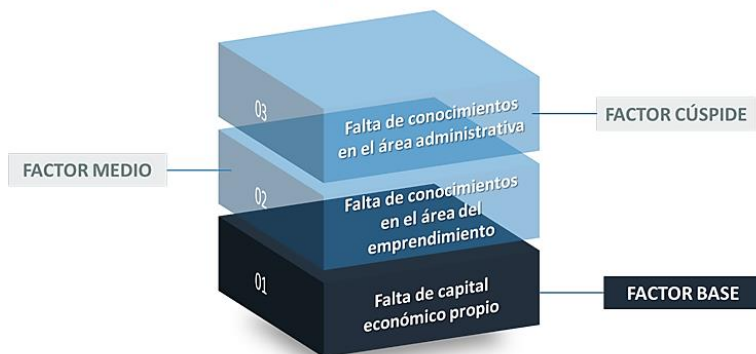 03
Falta de conocimientos
en el área administrativa
FACTOR CÚSPIDE
FACTOR MEDIO
02
Falta de conocimientos
en el área del
emprendimiento
01
Falta de capital
económico propio
FACTOR BASE